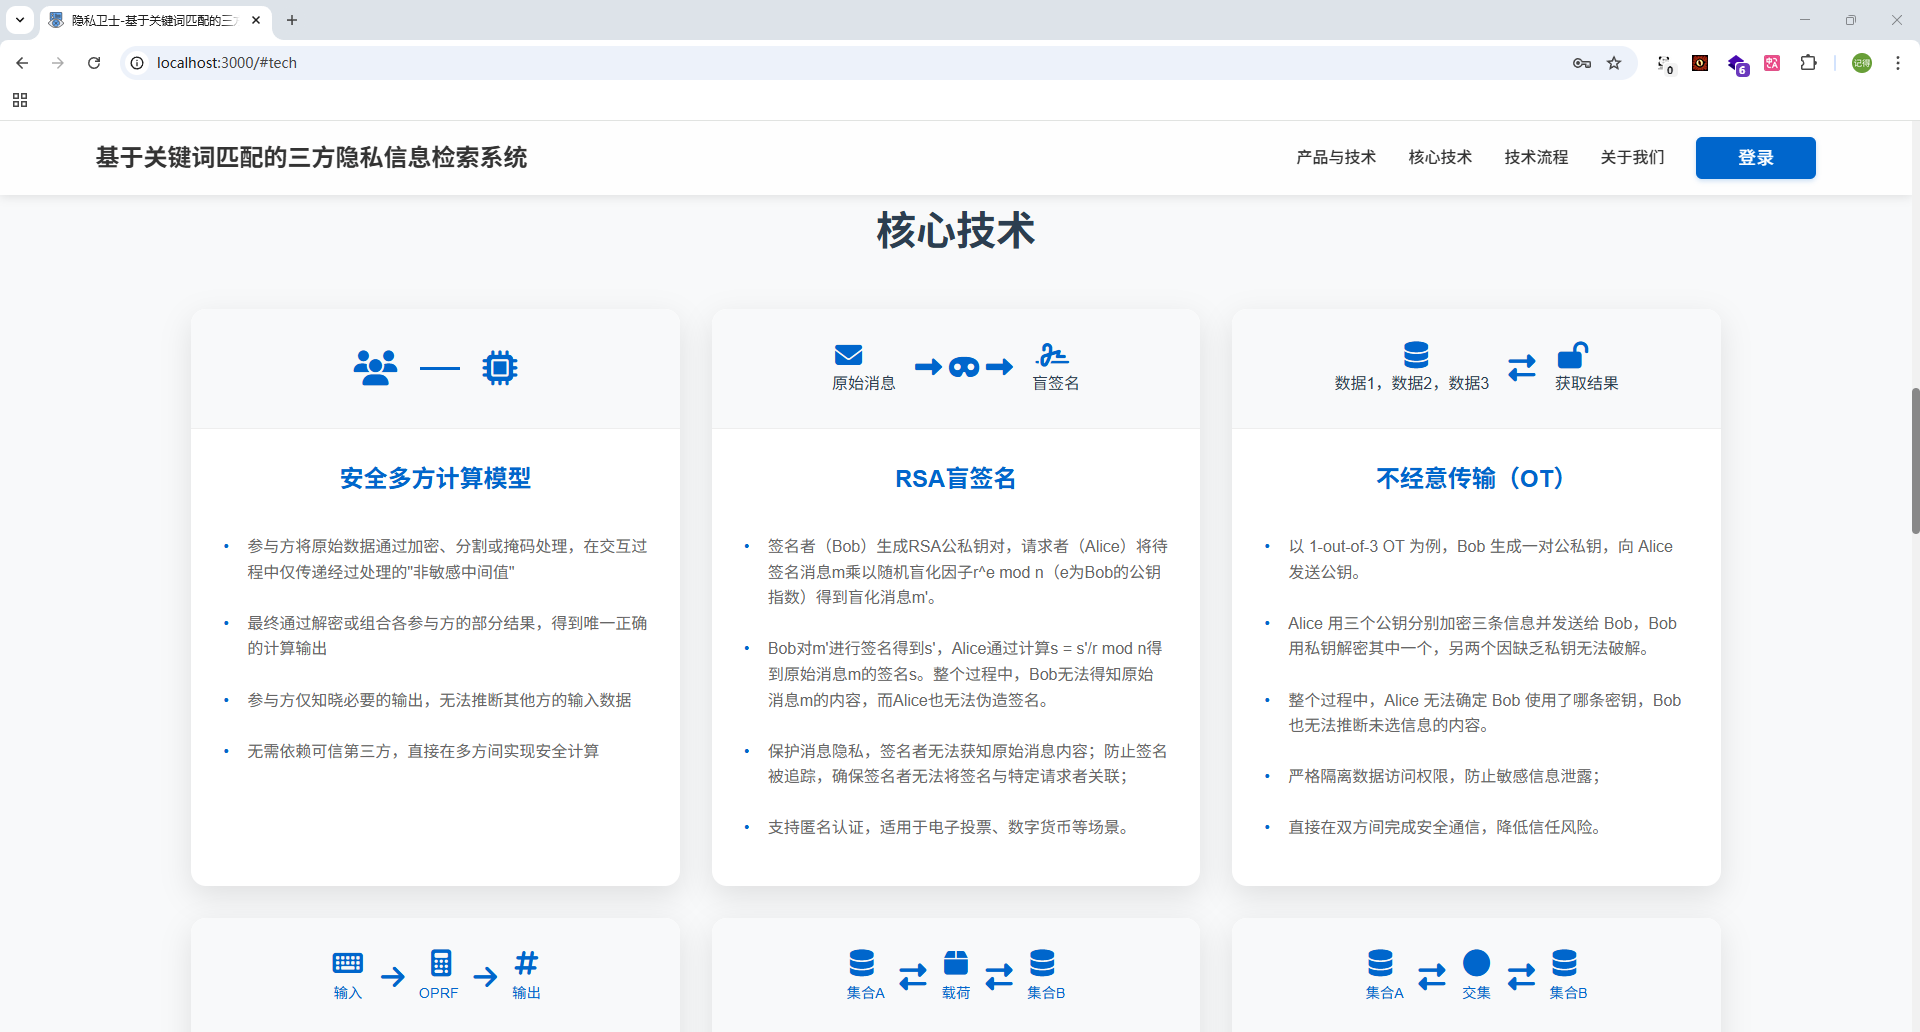 隐私卫士-基于关键词匹配的三方
localhost:3000/#tech
0
6
记得
基于关键词匹配的三方隐私信息检索系统
产品与技术
核心技术
技术流程
关于我们
登录
核心技术
安全多方计算模型
• 参与方将原始数据通过加密、分割或掩码处理，在交互过
程中仅传递经过处理的"非敏感中间值"
• 最终通过解密或组合各参与方的部分结果，得到唯一正确
的计算输出
• 参与方仅知晓必要的输出，无法推断其他方的输入数据
• 无需依赖可信第三方，直接在多方间实现安全计算
原始消息
盲签名
RSA盲签名
• 签名者（Bob）生成RSA公私钥对，请求者（Alice）将待
签名消息m乘以随机盲化因子r^e mod n（e为Bob的公钥
指数）得到盲化消息m'。
• Bob对m'进行签名得到s'，Alice通过计算s = s'/r mod n得
到原始消息m的签名s。整个过程中，Bob无法得知原始
消息m的内容，而Alice也无法伪造签名。
• 保护消息隐私，签名者无法获知原始消息内容；防止签名
被追踪，确保签名者无法将签名与特定请求者关联；
• 支持匿名认证，适用于电子投票、数字货币等场景。
数据1，数据2，数据3
获取结果
不经意传输（OT）
• 以 1-out-of-3 OT 为例，Bob 生成一对公私钥，向 Alice
发送公钥。
• Alice 用三个公钥分别加密三条信息并发送给 Bob，Bob
用私钥解密其中一个，另两个因缺乏私钥无法破解。
• 整个过程中，Alice 无法确定 Bob 使用了哪条密钥，Bob
也无法推断未选信息的内容。
• 严格隔离数据访问权限，防止敏感信息泄露；
• 直接在双方间完成安全通信，降低信任风险。
输入
OPRF
输出
集合A
载荷
集合B
集合A
交集
集合B